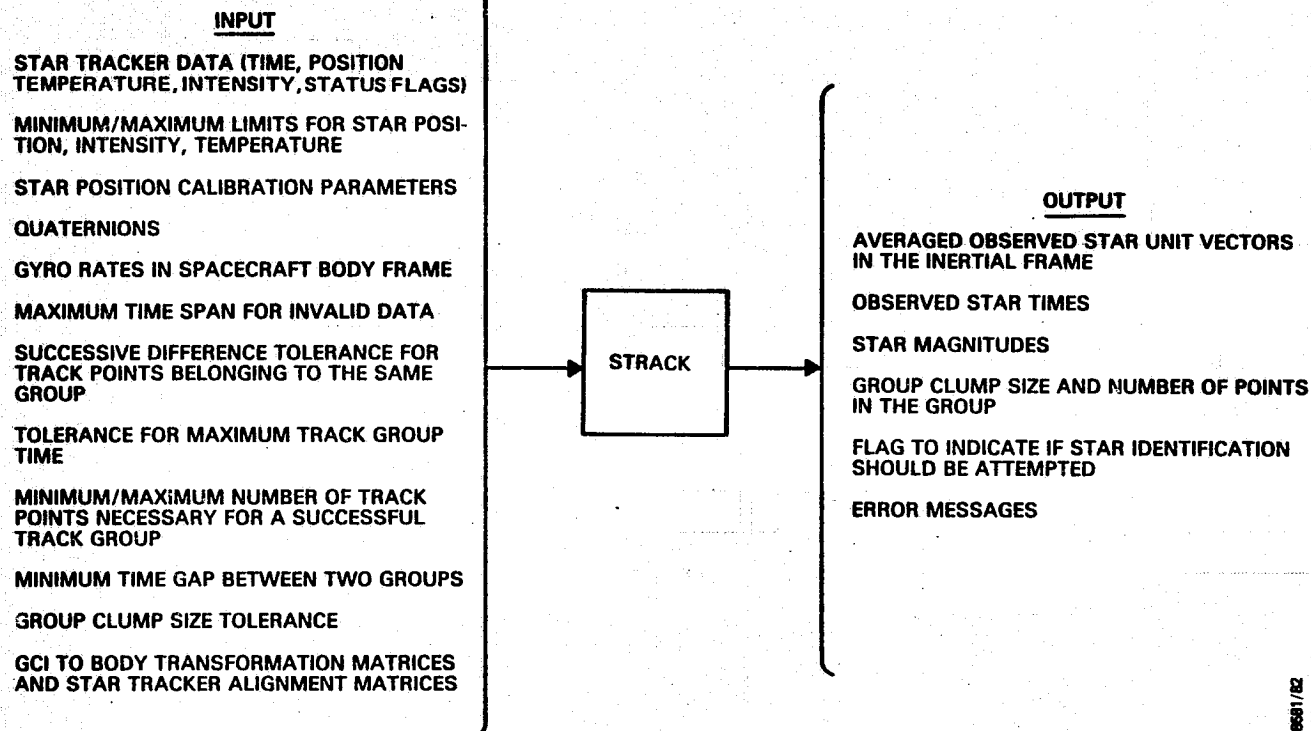 INPUT
STAR TRACKER DATA (TIME, POSITION
TEMPERATURE, INTENSITY, STATUS FLAGS)
MINIMUM/MAXIMUM LIMITS FOR STAR POSI-
TION, INTENSITY, TEMPERATURE
STAR POSITION CALIBRATION PARAMETERS
QUATERNIONS
GYRO RATES IN SPACECRAFT BODY FRAME
MAXIMUM TIME SPAN FOR INVALID DATA
SUCCESSIVE DIFFERENCE TOLERANCE FOR
TRACK POINTS BELONGING TO THE SAME
GROUP
TOLERANCE FOR MAXIMUM TRACK GROUP
TIME
MINIMUM/MAXIMUM NUMBER OF TRACK
POINTS NECESSARY FOR A SUCCESSFUL
TRACK GROUP
MINIMUM TIME GAP BETWEEN TWO GROUPS
GROUP CLUMP SIZE TOLERANCE
GCI TO BODY TRANSFORMATION MATRICES
AND STAR TRACKER ALIGNMENT MATRICES
STRACK
OUTPUT
AVERAGED OBSERVED STAR UNIT VECTORS
IN THE INERTIAL FRAME
OBSERVED STAR TIMES
STAR MAGNITUDES
GROUP CLUMP SIZE AND NUMBER OF POINTS
IN THE GROUP
FLAG TO INDICATE IF STAR IDENTIFICATION
SHOULD BE ATTEMPTED
ERROR MESSAGES
8681/82